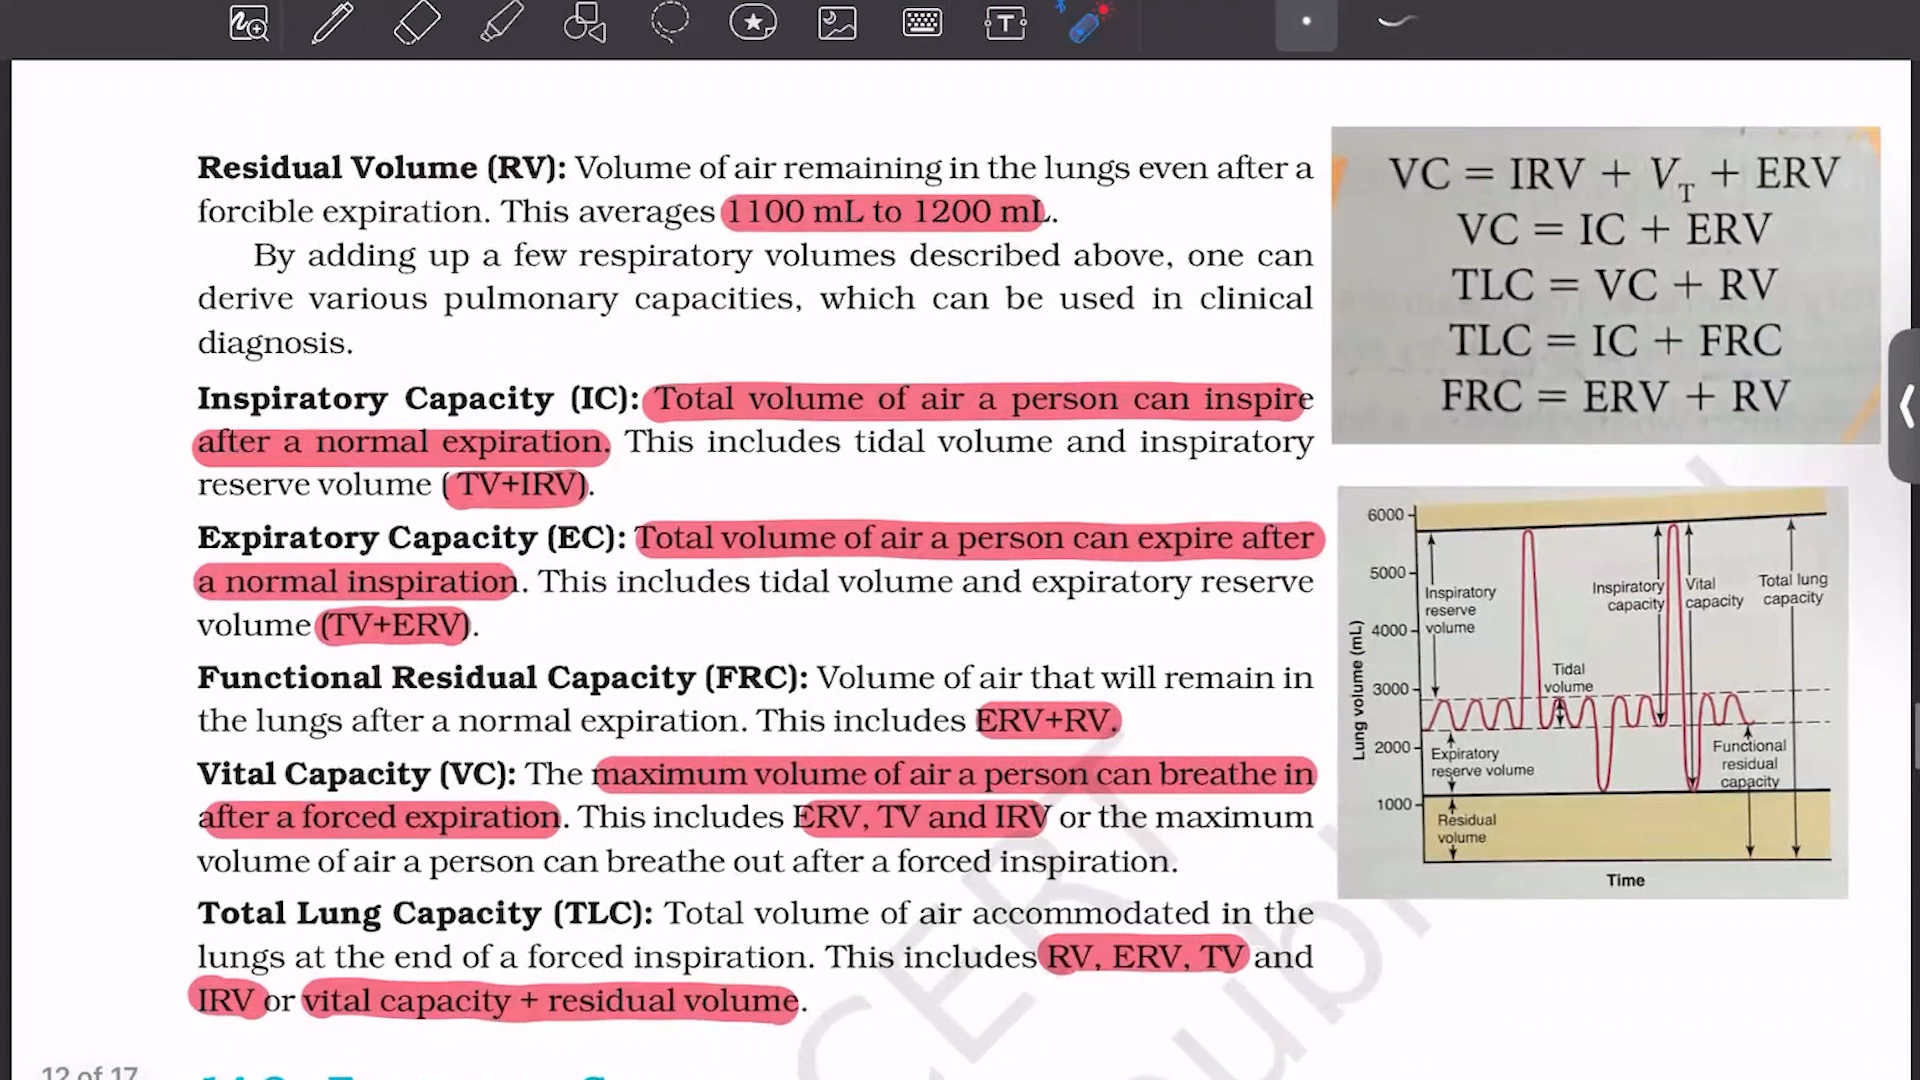 Residual Volume (RV): Volume of air remaining in the lungs even after a
forcible expiration. This averages 1100 mL to 1200 mL.
By adding up a few respiratory volumes described above, one can
derive various pulmonary capacities, which can be used in clinical
diagnosis.
Inspiratory Capacity (IC): Total volume of air a person can inspire
after a normal expiration. This includes tidal volume and inspiratory
reserve volume ( TV+IRV).
Expiratory Capacity (EC): Total volume of air a person can expire after
a normal inspiration. This includes tidal volume and expiratory reserve
volume (TV+ERV).
Functional Residual Capacity (FRC): Volume of air that will remain in
the lungs after a normal expiration. This includes ERV+RV.
Vital Capacity (VC): The maximum volume of air a person can breathe in
after a forced expiration. This includes ERV, TV and IRV or the maximum
volume of air a person can breathe out after a forced inspiration.
Total Lung Capacity (TLC): Total volume of air accommodated in the
lungs at the end of a forced inspiration. This includes RV, ERV, TV and
IRV or vital capacity + residual volume.
12 of 17
VC = IRV + V_T + ERV
VC = IC + ERV
TLC = VC + RV
TLC = IC + FRC
FRC = ERV + RV
Lung volume (mL)
6000
5000
4000
3000
2000
1000
Inspiratory
reserve
volume
Tidal
volume
Inspiratory
capacity
Vital
capacity
Total lung
capacity
Expiratory
reserve volume
Functional
residual
capacity
Residual
volume
Time